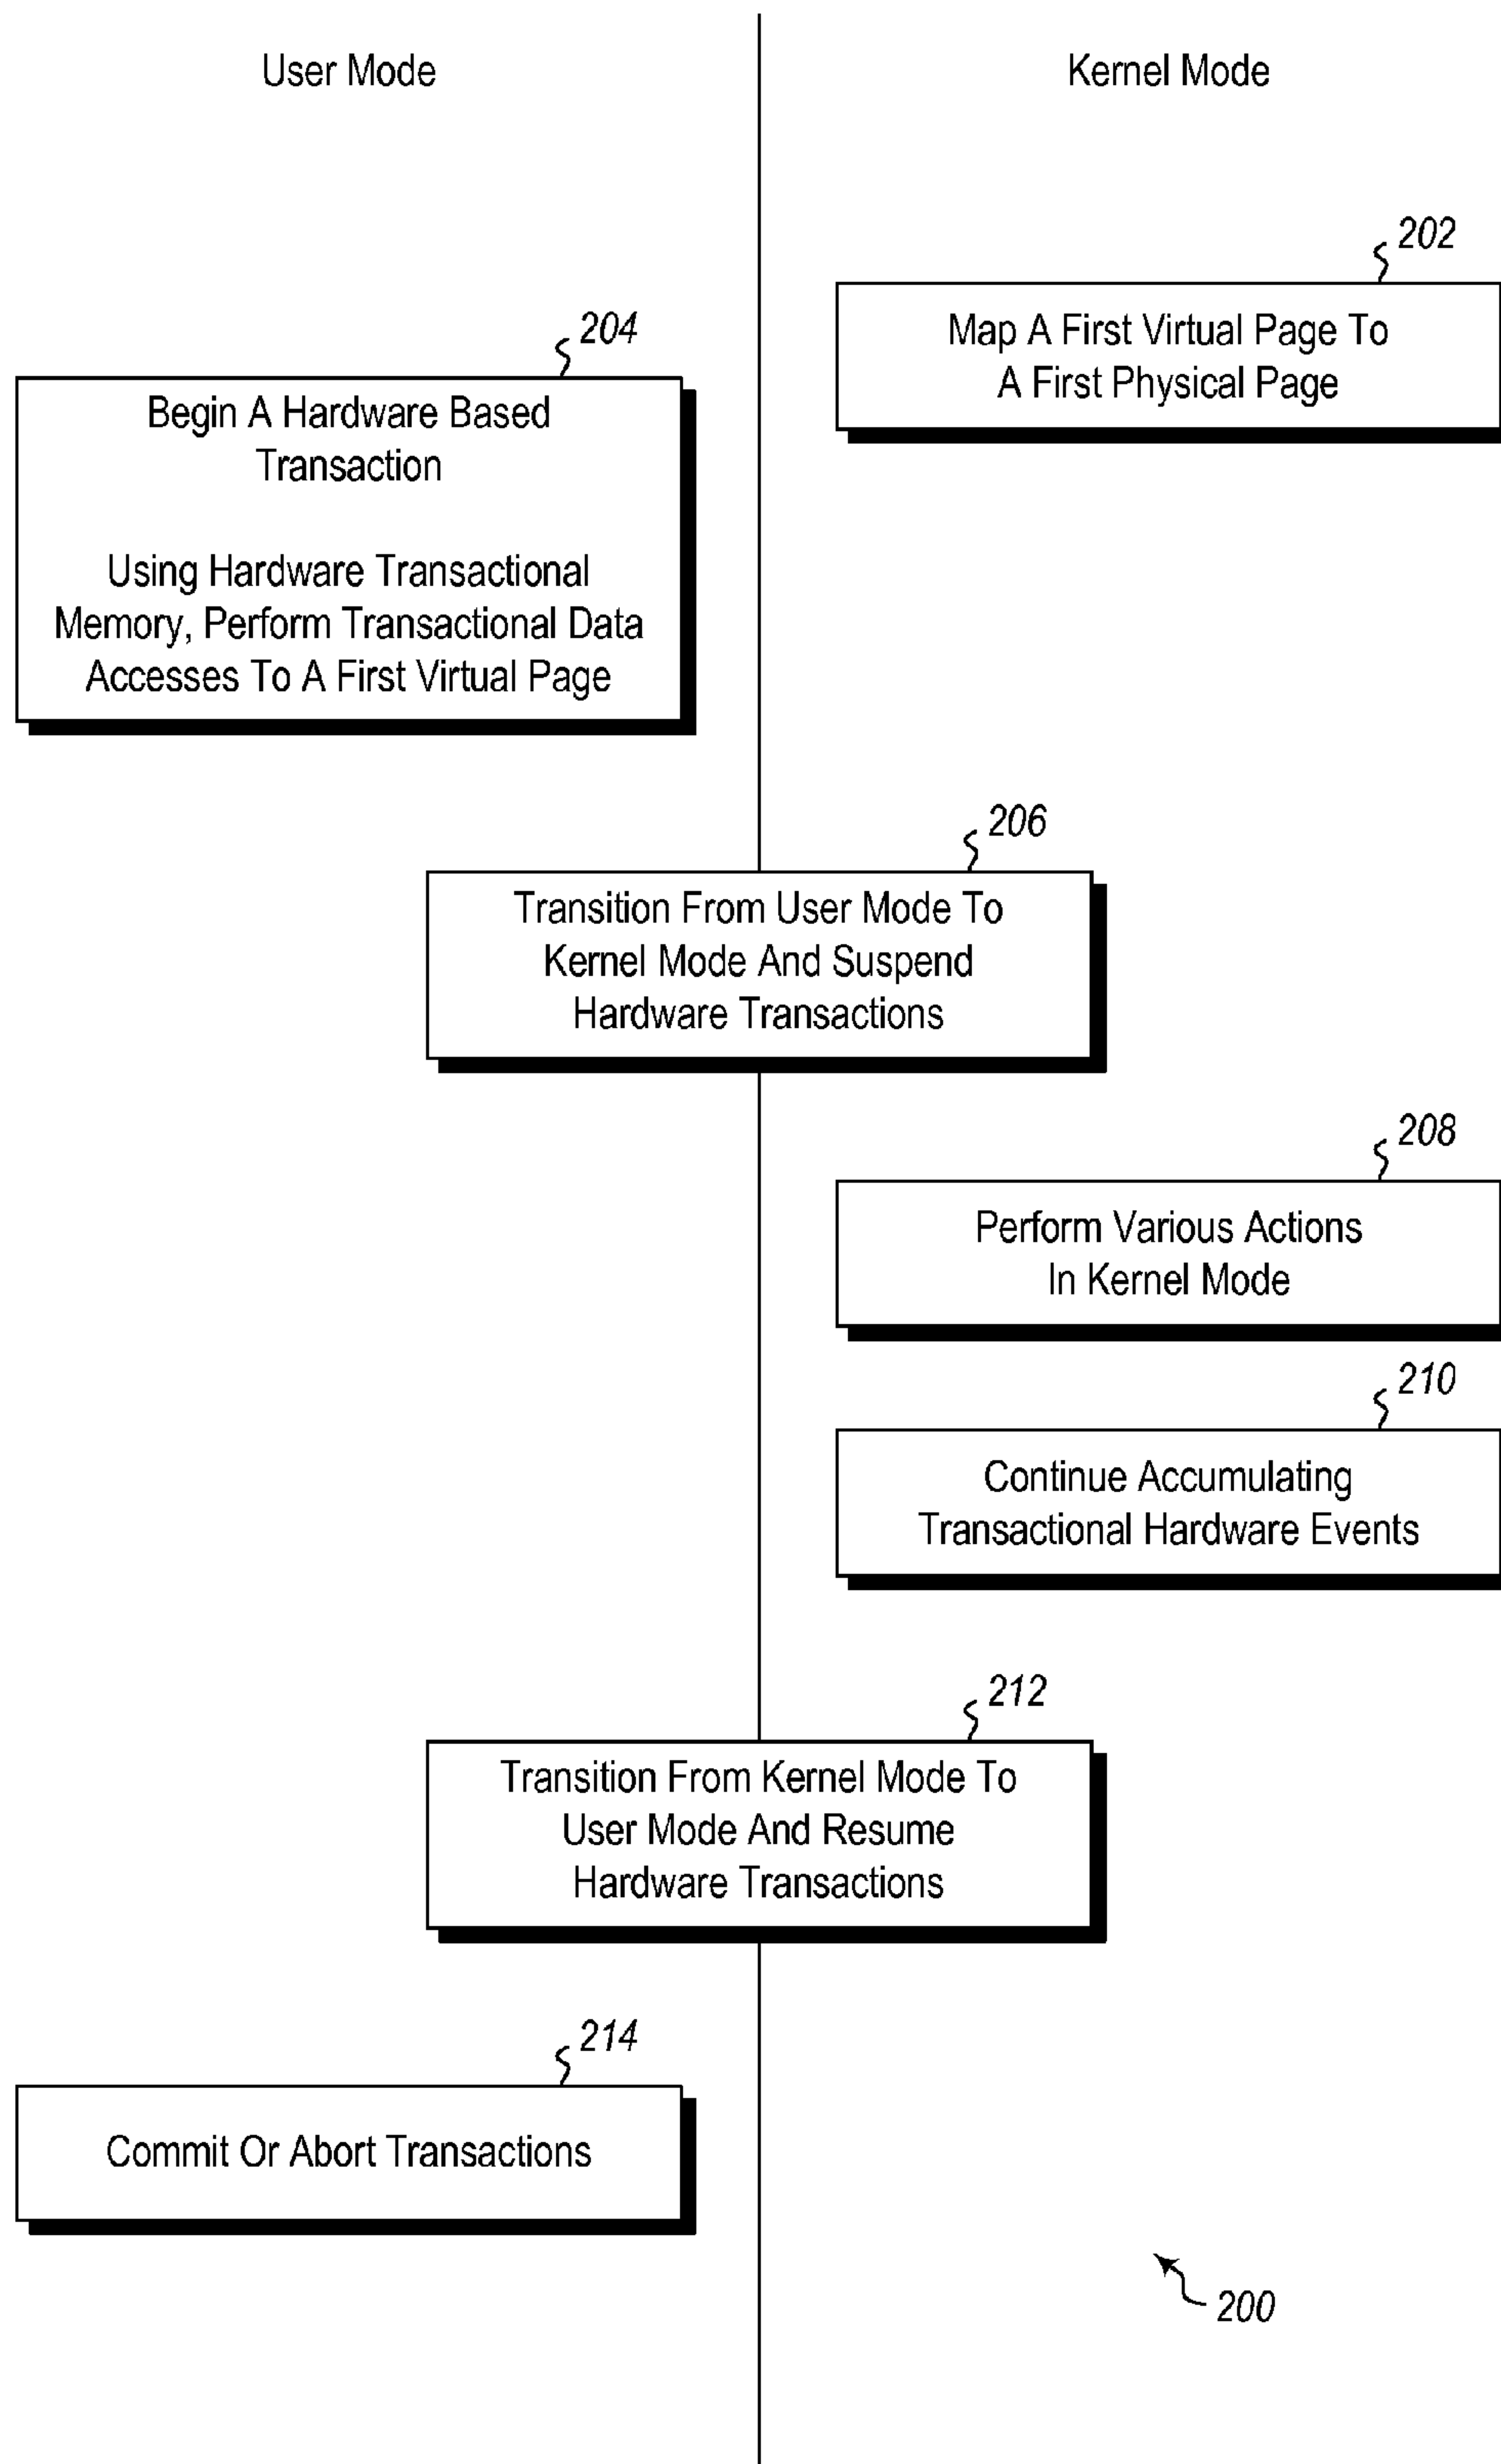 User Mode
Kernel Mode
202
Map A First Virtual Page To
A First Physical Page
204
Begin A Hardware Based
Transaction
Using Hardware Transactional
Memory, Perform Transactional Data
Accesses To A First Virtual Page
206
Transition From User Mode To
Kernel Mode And Suspend
Hardware Transactions
208
Perform Various Actions
In Kernel Mode
210
Continue Accumulating
Transactional Hardware Events
212
Transition From Kernel Mode To
User Mode And Resume
Hardware Transactions
214
Commit Or Abort Transactions
200